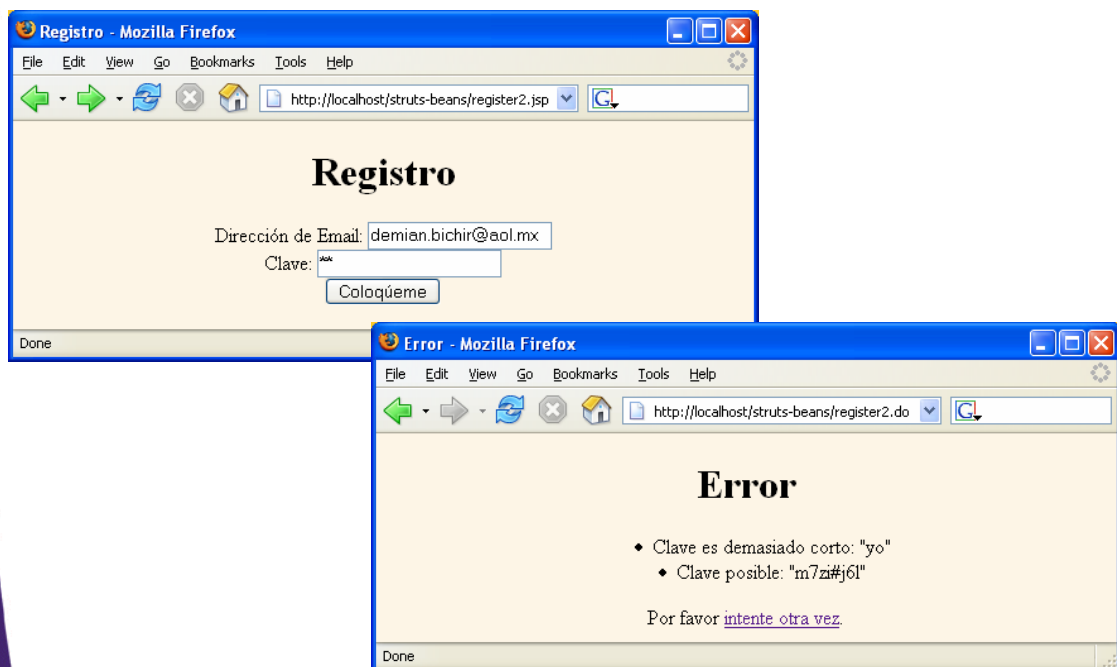 Registro - Mozilla Firefox
File Edit View Go Bookmarks Tools Help
http://localhost/struts-beans/register2.jsp G
Registro
Dirección de Email: demian.bichir@aol.mx
Clave: **
Coloqúeme
Done
Error - Mozilla Firefox
File Edit View Go Bookmarks Tools Help
http://localhost/struts-beans/register2.do G
Error
• Clave es demasiado corto: "yo"
• Clave posible: "m7zi#j6l"
Por favor intente otra vez.
Done